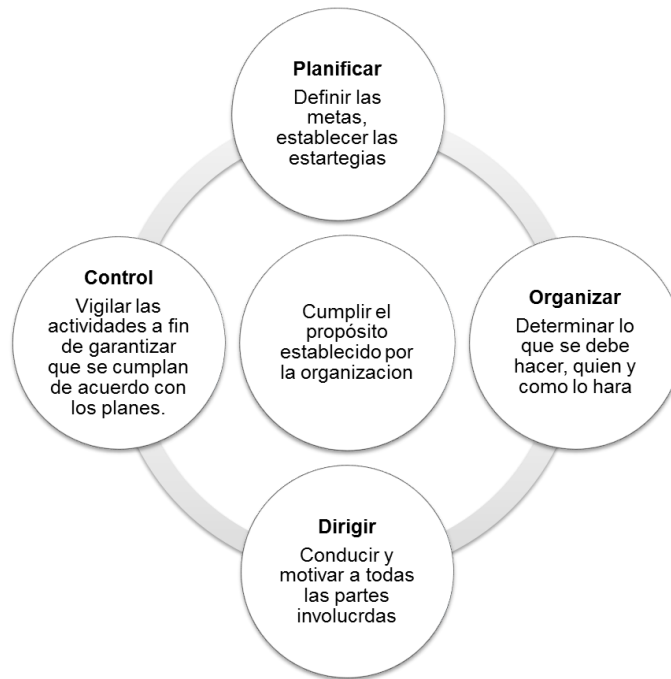 Planificar
Definir las
metas,
establecer las
estartegias
Control
Vigilar las
actividades a fin
de garantizar
que se cumplan
de acuerdo con
los planes.
Cumplir el
propósito
establecido por
la organizacion
Organizar
Determinar lo
que se debe
hacer, quien y
como lo hara
Dirigir
Conducir y
motivar a todas
las partes
involucrdas